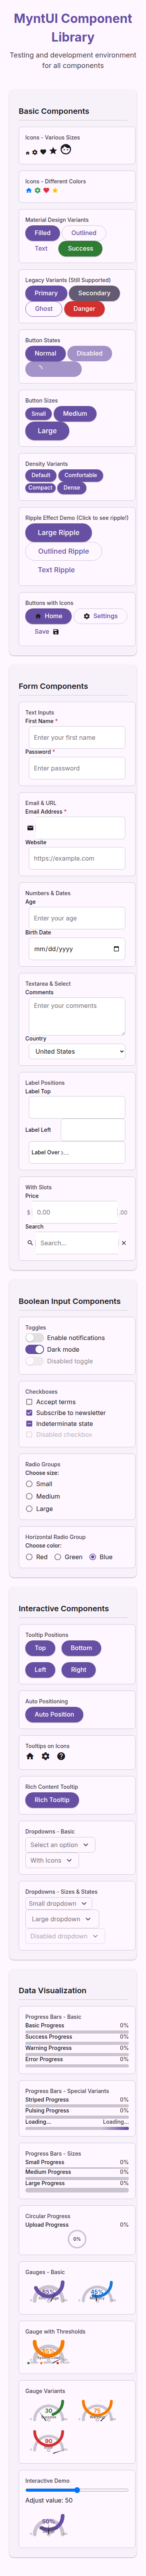 MyntUI Component
Library
Testing and development environment
for all components
Basic Components
Icons - Various Sizes
Icons - Different Colors
Material Design Variants
Filled
Outlined
Text
Success
Legacy Variants (Still Supported)
Primary
Secondary
Ghost
Danger
Button States
Normal
Disabled
Button Sizes
Small
Medium
Large
Density Variants
Default
Comfortable
Compact
Dense
Ripple Effect Demo (Click to see ripple!)
Large Ripple
Outlined Ripple
Text Ripple
Buttons with Icons
Home
Settings
Save
Form Components
Text Inputs
First Name *
Enter your first name
Password *
Enter password
Email & URL
Email Address *
Website
https://example.com
Numbers & Dates
Age
Enter your age
Birth Date
mm/dd/yyyy
Textarea & Select
Comments
Enter your comments
Country
United States
Label Positions
Label Top
Label Left
Label Over
With Slots
Price
$ 0.00 .00
Search
Search...
Boolean Input Components
Toggles
Enable notifications
Dark mode
Disabled toggle
Checkboxes
Accept terms
Subscribe to newsletter
Indeterminate state
Disabled checkbox
Radio Groups
Choose size:
Small
Medium
Large
Horizontal Radio Group
Choose color:
Red Green Blue
Interactive Components
Tooltip Positions
Top
Bottom
Left
Right
Auto Positioning
Auto Position
Tooltips on Icons
Rich Content Tooltip
Rich Tooltip
Dropdowns - Basic
Select an option
With Icons
Dropdowns - Sizes & States
Small dropdown
Large dropdown
Disabled dropdown
Data Visualization
Progress Bars - Basic
Basic Progress 0%
Success Progress 0%
Warning Progress 0%
Error Progress 0%
Progress Bars - Special Variants
Striped Progress 0%
Pulsing Progress 0%
Loading... Loading...
Progress Bars - Sizes
Small Progress 0%
Medium Progress 0%
Large Progress 0%
Circular Progress
Upload Progress 0%
0%
Gauges - Basic
Gauge with Thresholds
Gauge Variants
30
90
Interactive Demo
Adjust value: 50
50%